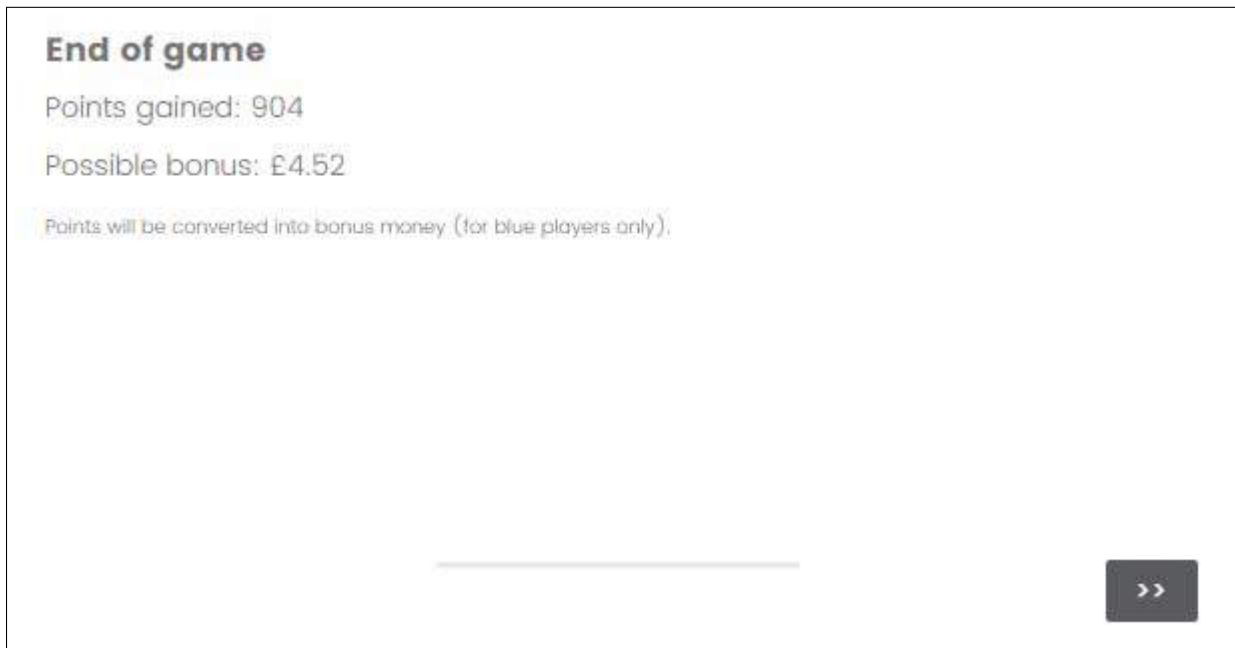 End of game
Points gained: 904
Possible bonus: £4.52
Points will be converted into bonus money (for blue players only).
>>